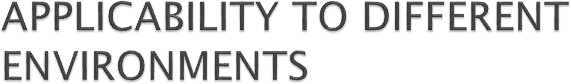 APPLICABILITY TO DIFFERENT
ENVIRONMENTS